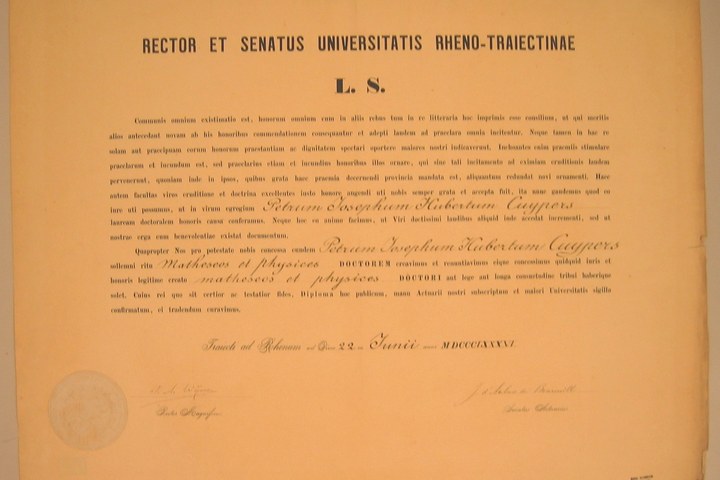 RECTOR ET SENATUS UNIVERSITATIS RHENO-TRAIECTINAE
L. S.
Communis omnium existimatio est, honorum omnium cum in aliis rebus tum in re litteraria hoc imprimis esse consilium, ut qui meritis
alios antecedant novam ab his honoribus commendationem consequantur et adepti laudem ad praeclara omnia incitentur. Neque tamen in hac re
solam aut praecipuam eorum honorum praestantiam ac dignitatem spectari oportere maiores nostri iudicaverunt. Inchoantes enim praemiis stimulare
praeclarum et iucundum est, sed praeclarius etiam et iucundius honoribus illos ornare, qui sine tali incitamento ad eximiam eruditionis laudem
pervenerunt, quoniam inde in ipsos, quibus grata haec praemia decernendi provincia mandata est, aliquantum redundat novi ornamenti. Hanc
autem facultas viros eruditione et doctrina excellentes iusto honore augendi uti nobis semper grata et accepta fuit, ita nunc gaudemus quod eo
iure uti possumus, ut in virum egregium Petrum Josephum Hubertum Cuypers
lauream doctoralem honoris causa conferamus. Neque hoc eo animo facimus, ut Viri doctissimi laudibus aliquid inde accedat incrementi, sed ut
nostrae erga eum benevolentiae existat documentum.
Quapropter Nos pro potestate nobis concessa eundem Petrum Josephum Hubertum Cuypers
sollemni ritu Matheseos et physices DOCTOREM creavimus et renuntiavimus eique concessimus quidquid iuris et
honoris legitime creato matheseos et physices DOCTORI aut lege aut longa consuetudine tribui haberique
solet. Cuius rei quo sit certior ac testatior fides, Diploma hoc publicum, manu Actuarii nostri subscriptum et maiori Universitatis sigillo
confirmatum, ei tradendum curavimus.
Traiecti ad Rhenum ad Diem 22 m Junii anni MDCCCLXXXVI
Rector Magnificus
Senatus Actuarius